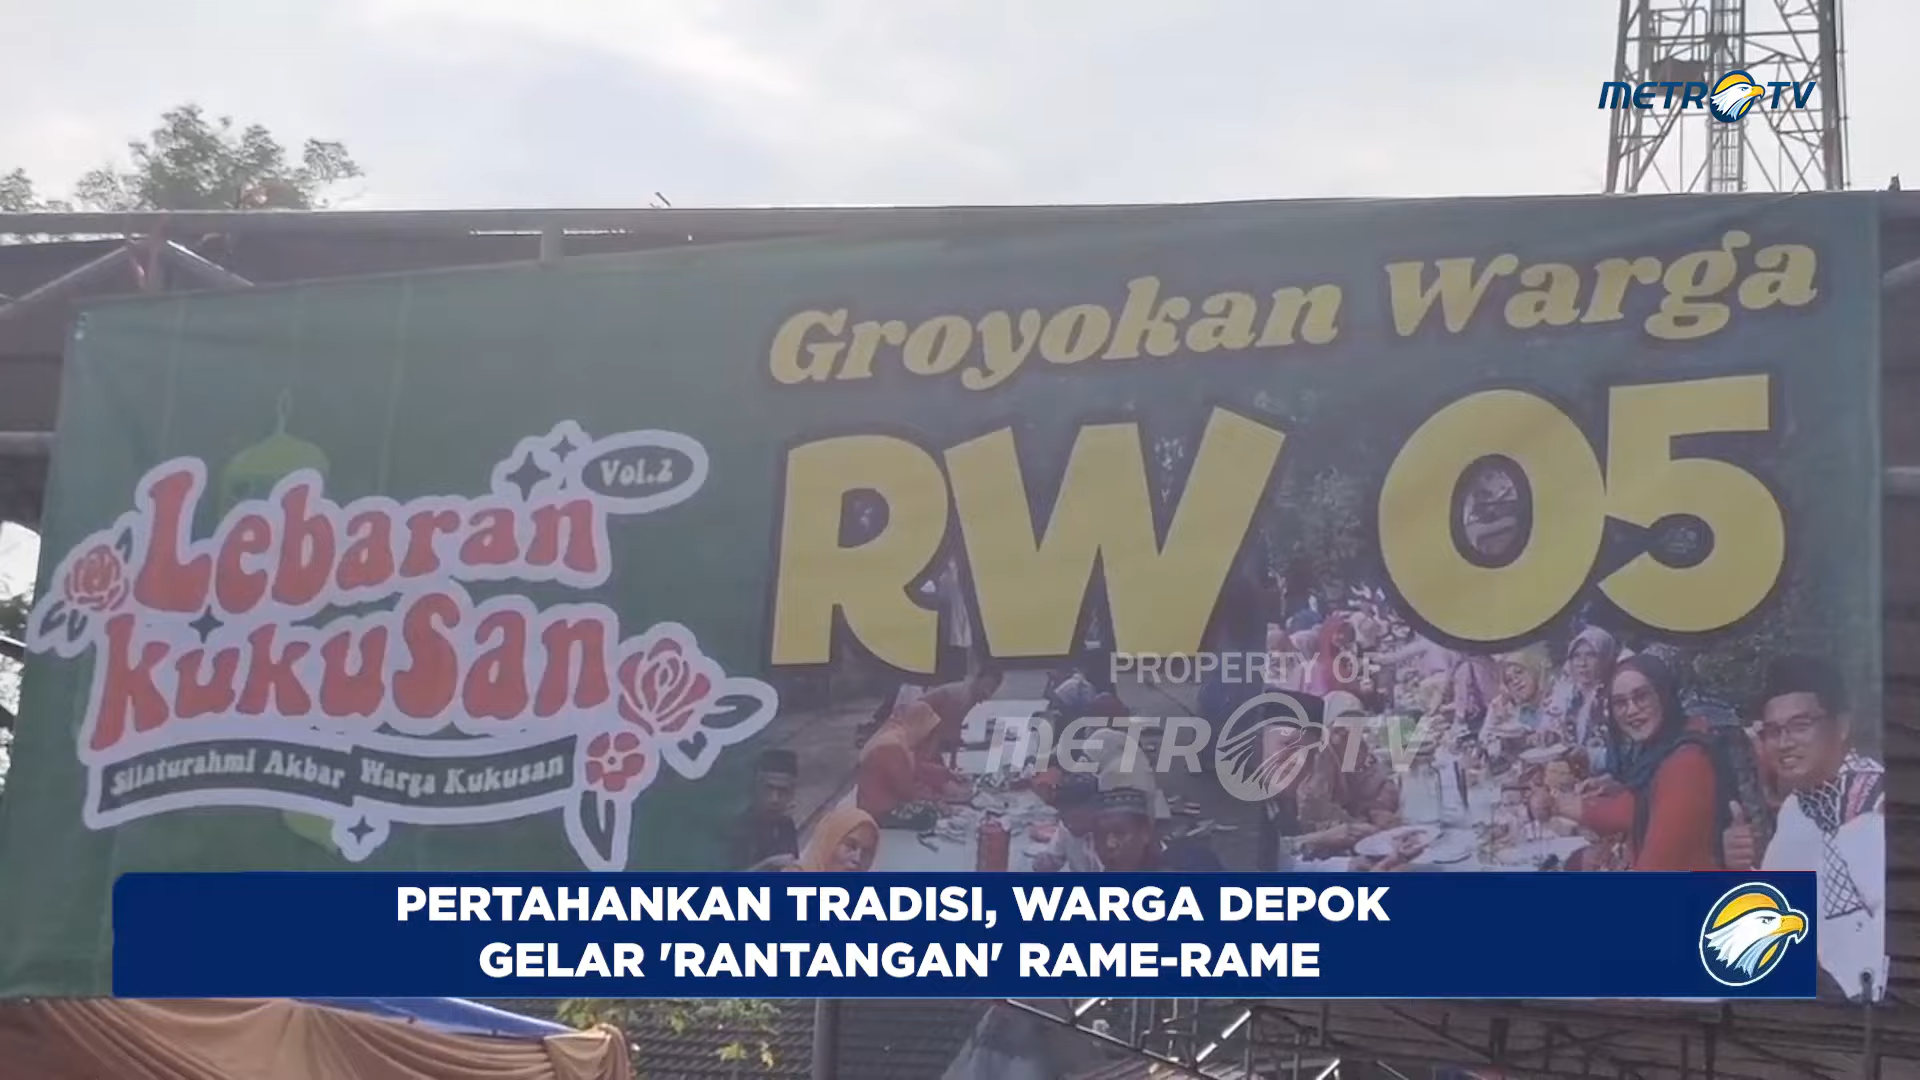 METRO TV
Groyokan Warga
RW 05
Vol.2
Lebaran
kukusan
Silaturahmi Akbar Warga Kukusan
PROPERTY OF
METRO TV
PERTAHANKAN TRADISI, WARGA DEPOK
GELAR 'RANTANGAN' RAME-RAME